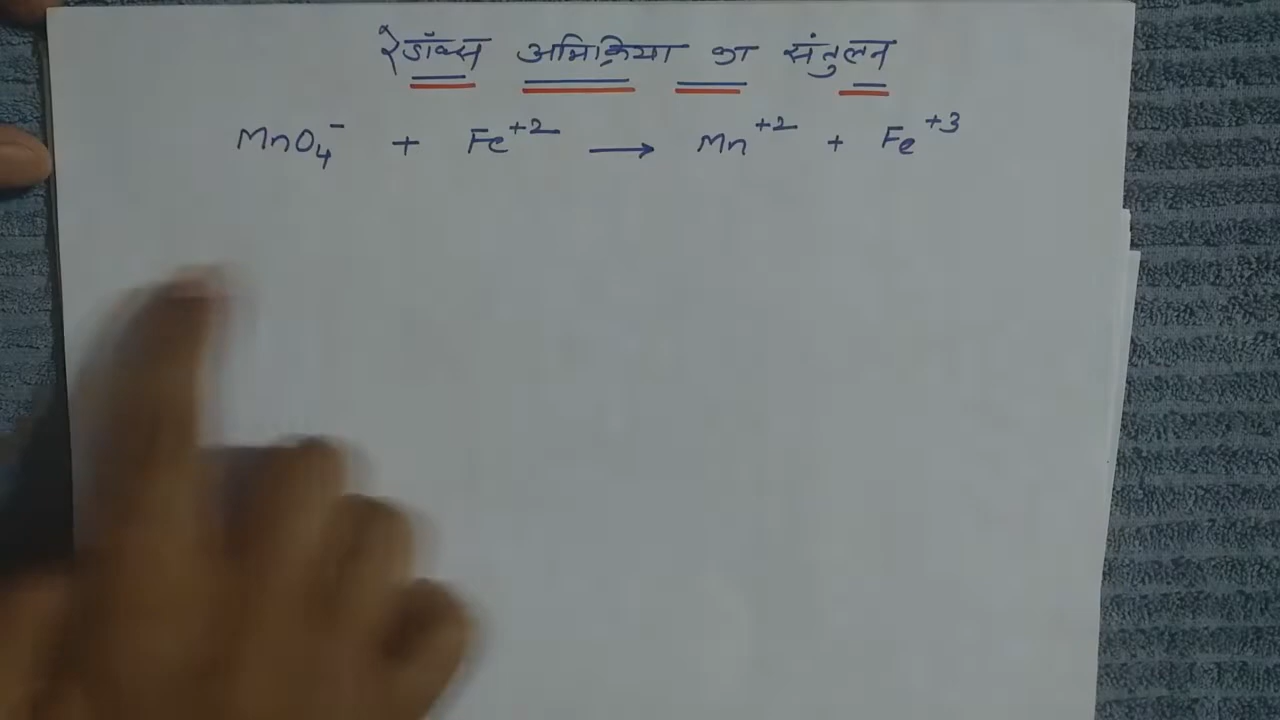 रेडॉक्स अभिक्रिया का संतुलन
MnO₄⁻ + Fe⁺² ⟶ Mn⁺² + Fe⁺³